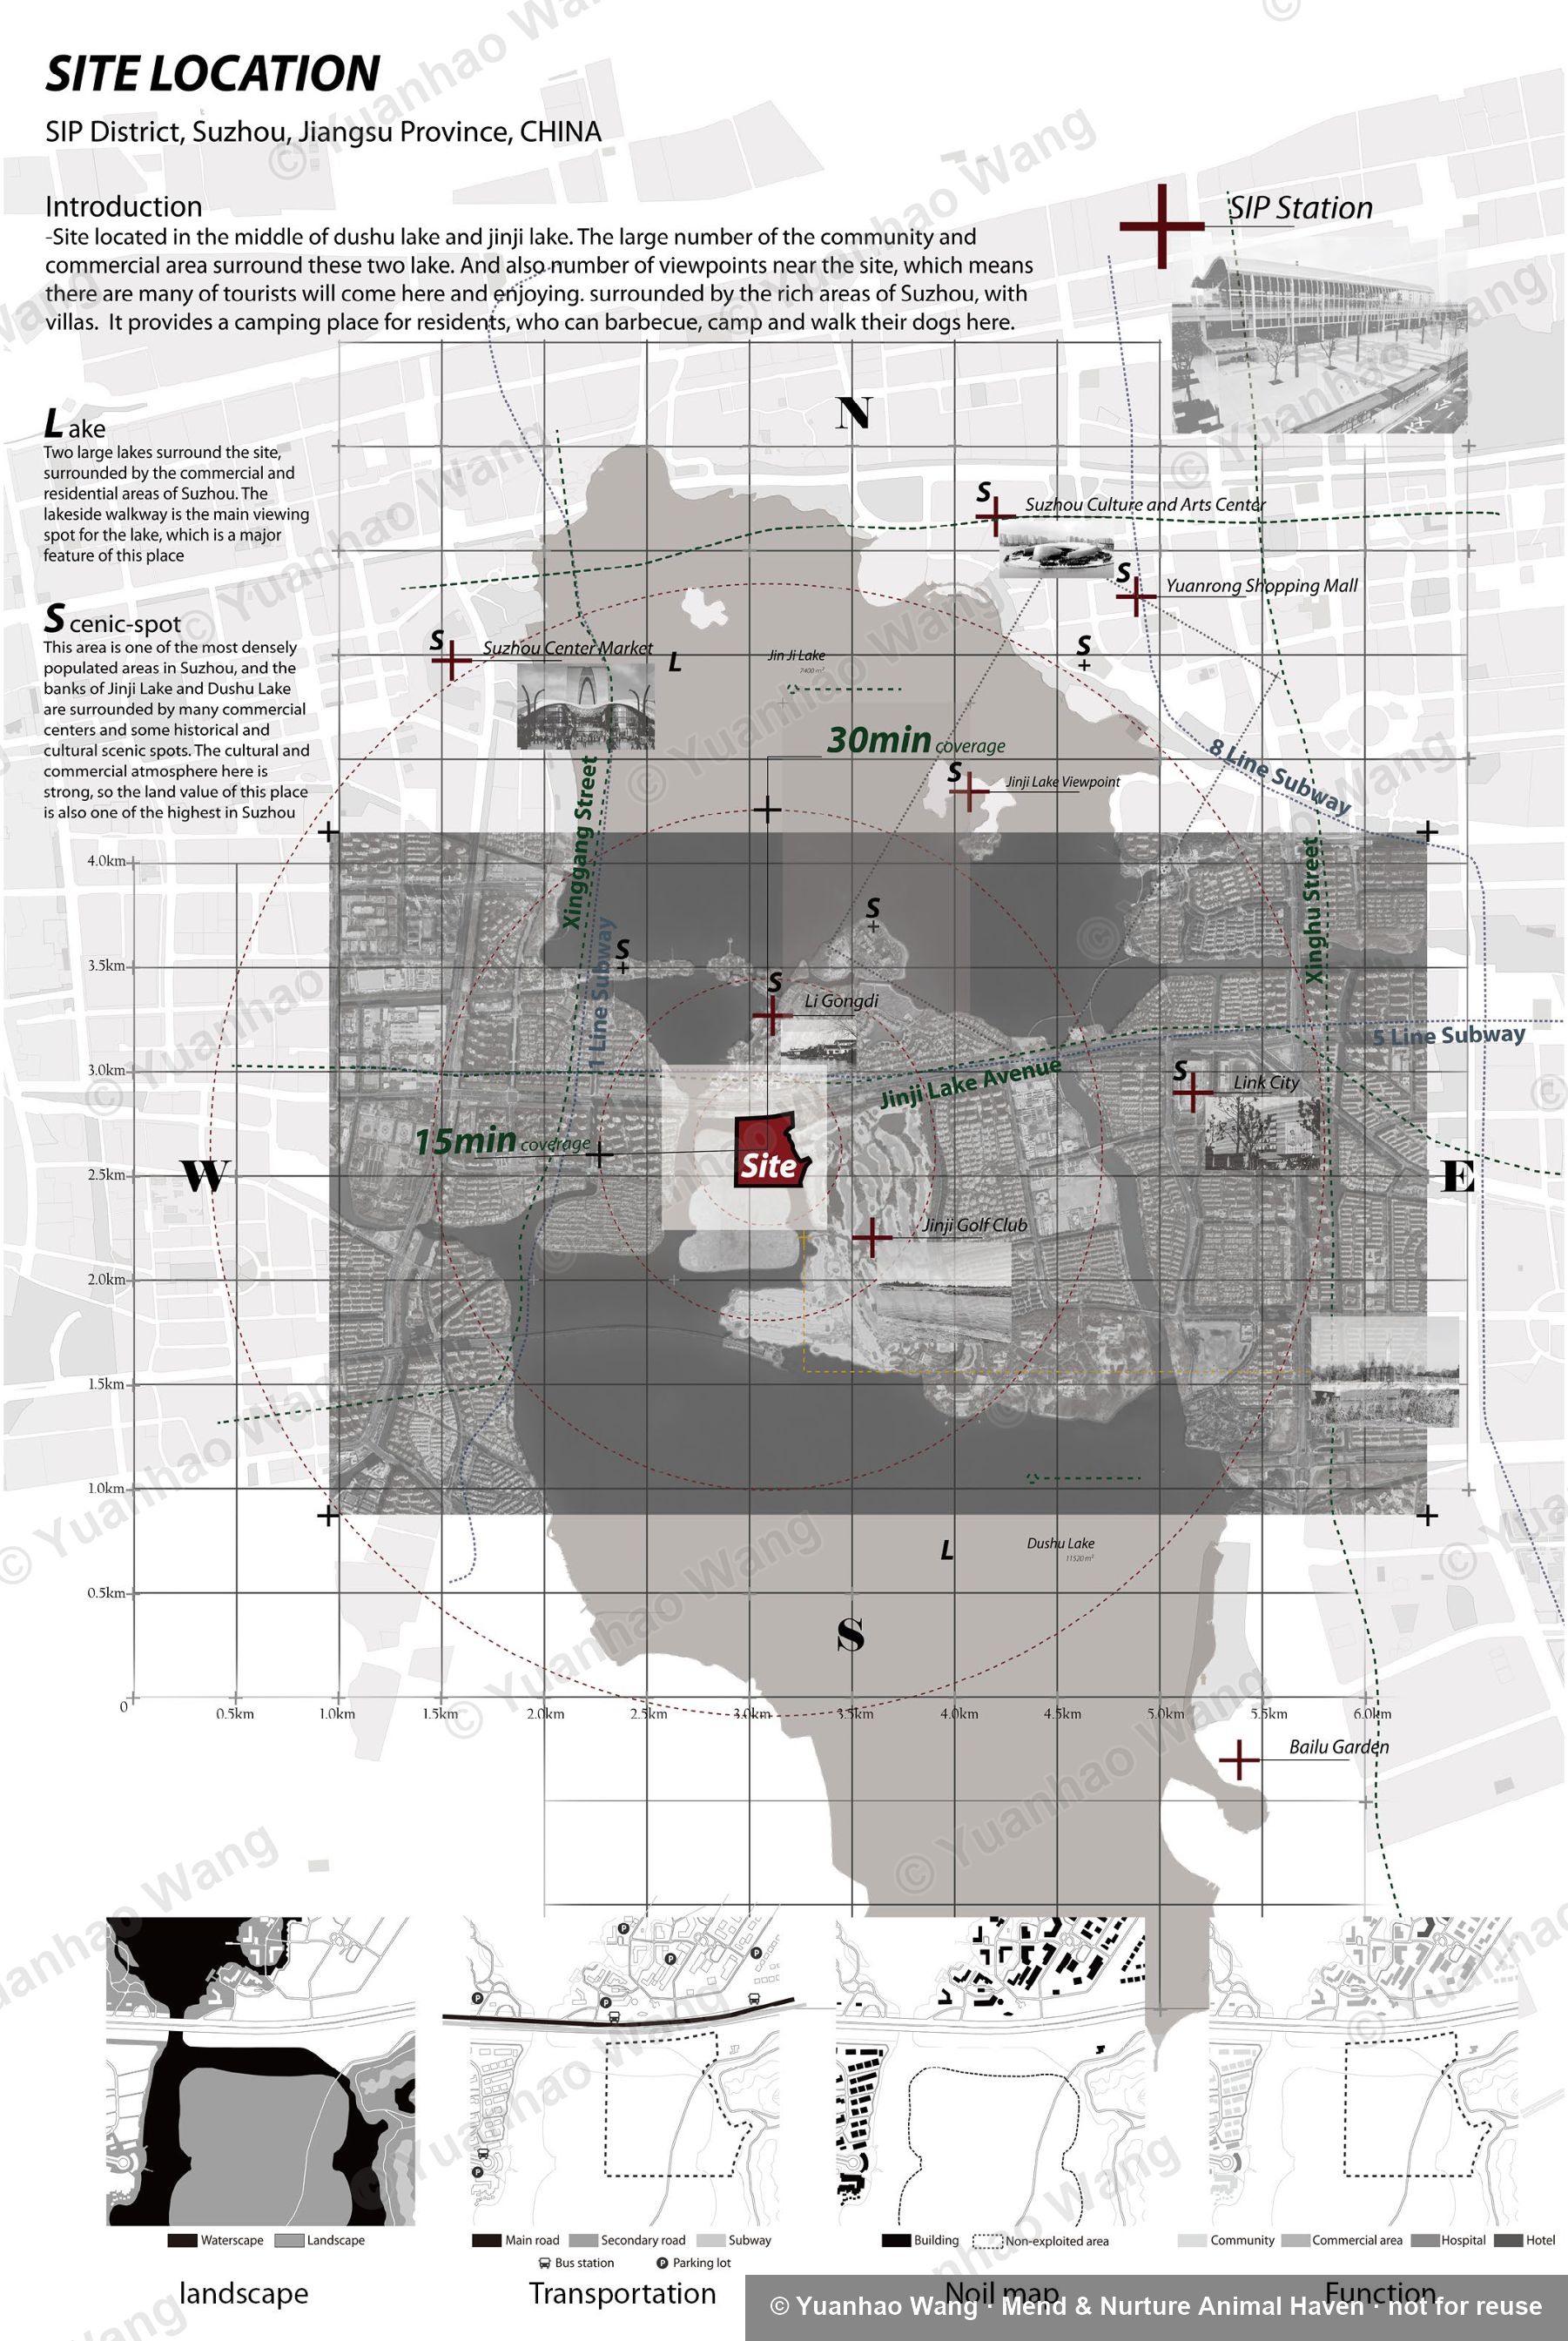 SITE LOCATION
SIP District, Suzhou, Jiangsu Province, CHINA
Introduction
-Site located in the middle of dushu lake and jinji lake. The large number of the community and
commercial area surround these two lake. And also number of viewpoints near the site, which means
there are many of tourists will come here and enjoying. surrounded by the rich areas of Suzhou, with
villas. It provides a camping place for residents, who can barbecue, camp and walk their dogs here.
SIP Station
N
Lake
Two large lakes surround the site,
surrounded by the commercial and
residential areas of Suzhou. The
lakeside walkway is the main viewing
spot for the lake, which is a major
feature of this place
Scenic-spot
This area is one of the most densely
populated areas in Suzhou, and the
banks of Jinji Lake and Dushu Lake
are surrounded by many commercial
centers and some historical and
cultural scenic spots. The cultural and
commercial atmosphere here is
strong, so the land value of this place
is also one of the highest in Suzhou
S
Suzhou Culture and Arts Center
S
Yuanrong Shopping Mall
S
S
Suzhou Center Market
L
Jin Ji Lake
7400 m²
30min coverage
S
Jinji Lake Viewpoint
8 Line Subway
Xinggang Street
1 Line Subway
Xinghu Street
S
S
S
Li Gongdi
5 Line Subway
Jinji Lake Avenue
S
Link City
15min coverage
Site
W
E
Jinji Golf Club
L
Dushu Lake
11520 m²
S
4.0km
3.5km
3.0km
2.5km
2.0km
1.5km
1.0km
0.5km
0
0.5km
1.0km
1.5km
2.0km
2.5km
3.0km
3.5km
4.0km
4.5km
5.0km
5.5km
6.0km
Bailu Garden
P
P
P
P
P
P
Waterscape
Landscape
landscape
Main road
Secondary road
Subway
Bus station
P Parking lot
Transportation
Building
Non-exploited area
Noil map
Community
Commercial area
Hospital
Hotel
Function
© Yuanhao Wang · Mend & Nurture Animal Haven · not for reuse
© Yuanhao Wang